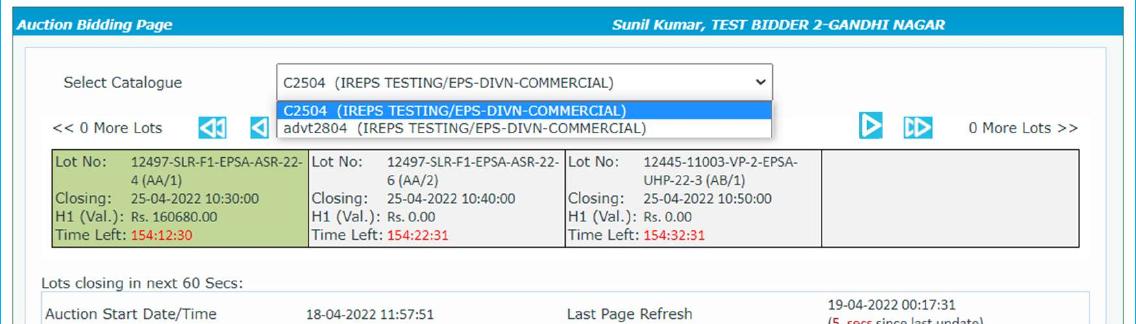 Auction Bidding Page
Sunil Kumar, TEST BIDDER 2-GANDHI NAGAR
Select Catalogue
C2504 (IREPS TESTING/EPS-DIVN-COMMERCIAL)
C2504 (IREPS TESTING/EPS-DIVN-COMMERCIAL)
advt2804 (IREPS TESTING/EPS-DIVN-COMMERCIAL)
<< 0 More Lots
0 More Lots >>
Lot No: 12497-SLR-F1-EPSA-ASR-22-
4 (AA/1)
Closing: 25-04-2022 10:30:00
H1 (Val.): Rs. 160680.00
Time Left: 154:12:30
Lot No: 12497-SLR-F1-EPSA-ASR-22-
6 (AA/2)
Closing: 25-04-2022 10:40:00
H1 (Val.): Rs. 0.00
Time Left: 154:22:31
Lot No: 12445-11003-VP-2-EPSA-
UHP-22-3 (AB/1)
Closing: 25-04-2022 10:50:00
H1 (Val.): Rs. 0.00
Time Left: 154:32:31
Lots closing in next 60 Secs:
Auction Start Date/Time 18-04-2022 11:57:51
Last Page Refresh 19-04-2022 00:17:31
(5 secs since last update)